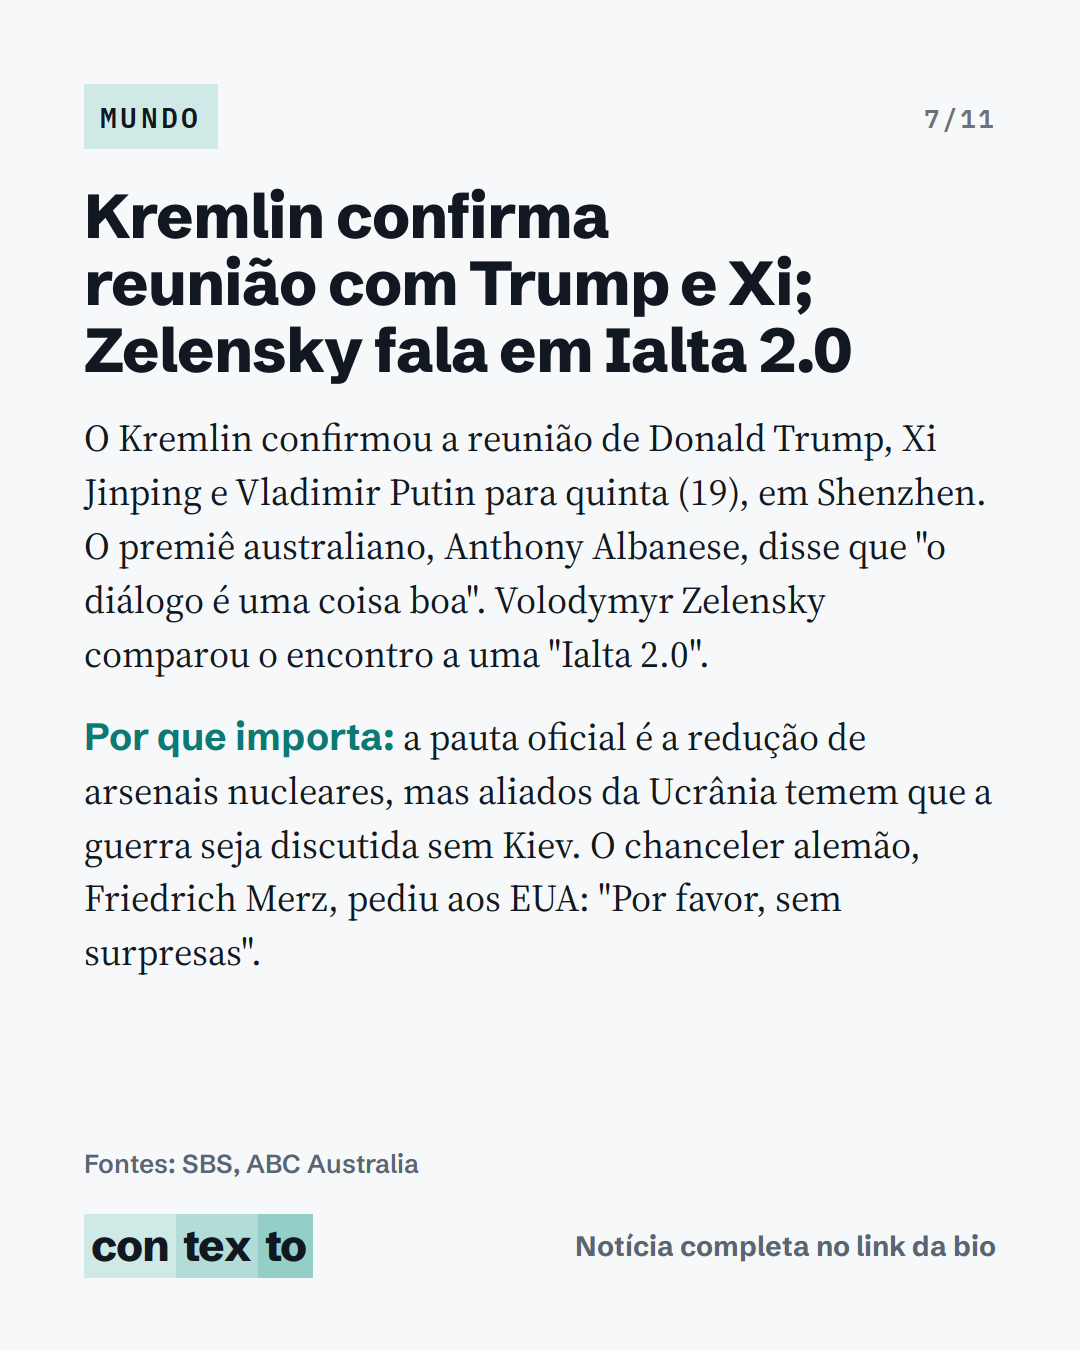 MUNDO
7/11
Kremlin confirma
reunião com Trump e Xi;
Zelensky fala em Ialta 2.0
O Kremlin confirmou a reunião de Donald Trump, Xi
Jinping e Vladimir Putin para quinta (19), em Shenzhen.
O premiê australiano, Anthony Albanese, disse que "o
diálogo é uma coisa boa". Volodymyr Zelensky
comparou o encontro a uma "Ialta 2.0".
Por que importa: a pauta oficial é a redução de
arsenais nucleares, mas aliados da Ucrânia temem que a
guerra seja discutida sem Kiev. O chanceler alemão,
Friedrich Merz, pediu aos EUA: "Por favor, sem
surpresas".
Fontes: SBS, ABC Australia
contexto
Notícia completa no link da bio